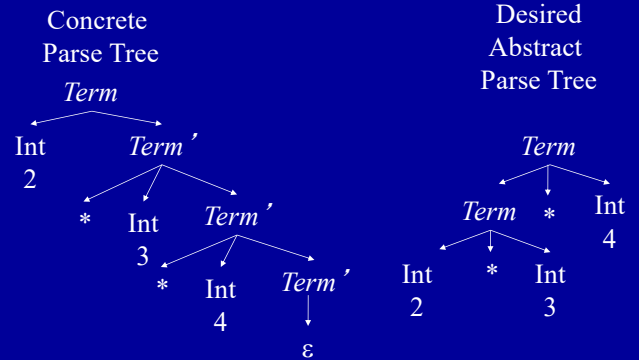 Concrete
Parse Tree
Term
Int
2
Term ′
*
Int
3
Term ′
*
Int
4
Term ′
ε
Desired
Abstract
Parse Tree
Term
Term
*
Int
4
Int
2
*
Int
3